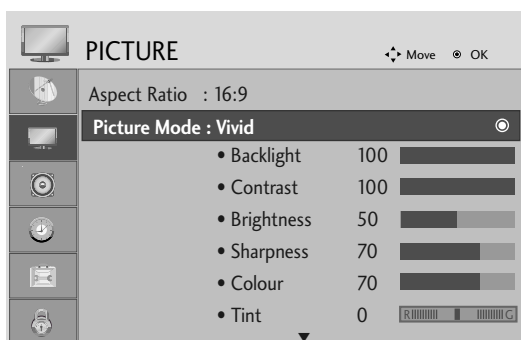 PICTURE
Move OK
Aspect Ratio : 16:9
Picture Mode : Vivid
• Backlight 100
• Contrast 100
• Brightness 50
• Sharpness 70
• Colour 70
• Tint 0 R G